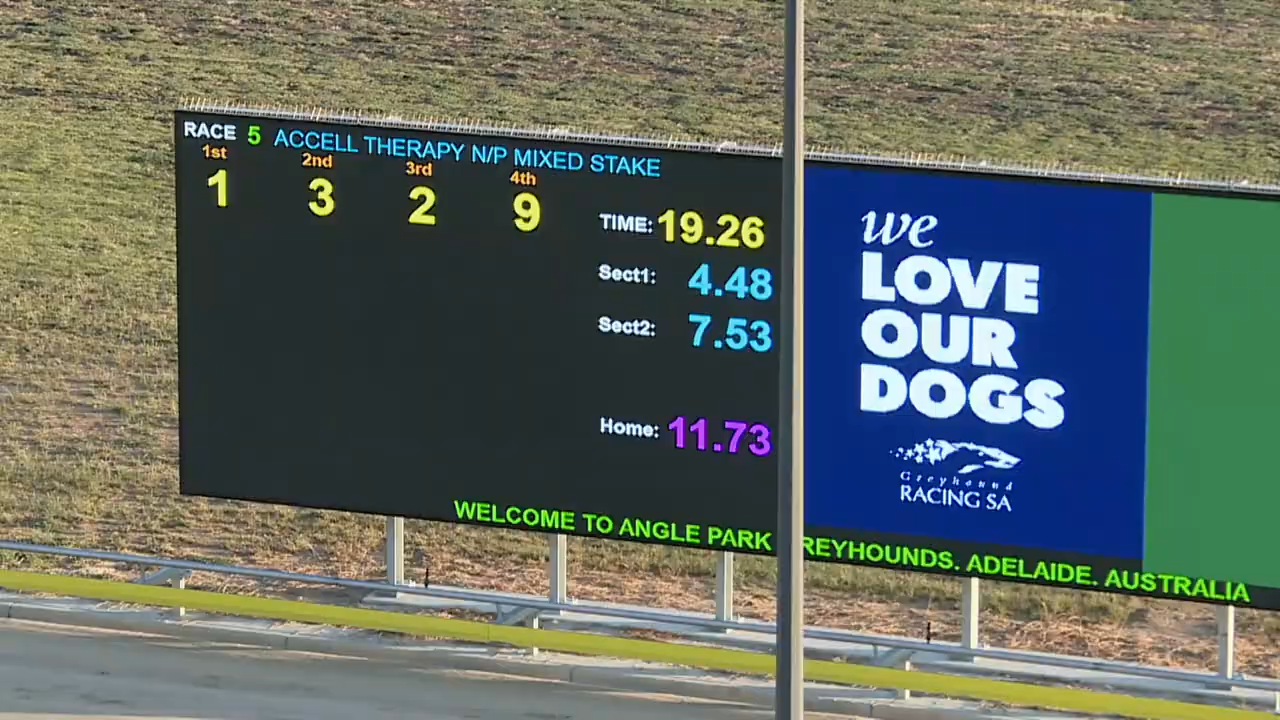 RACE 5 ACCELL THERAPY N/P MIXED STAKE
1st 2nd 3rd 4th
1 3 2 9
TIME: 19.26
Sect1: 4.48
Sect2: 7.53
Home: 11.73
we
LOVE
OUR
DOGS
Greyhound
RACING SA
WELCOME TO ANGLE PARK REYHOUNDS. ADELAIDE. AUSTRALIA